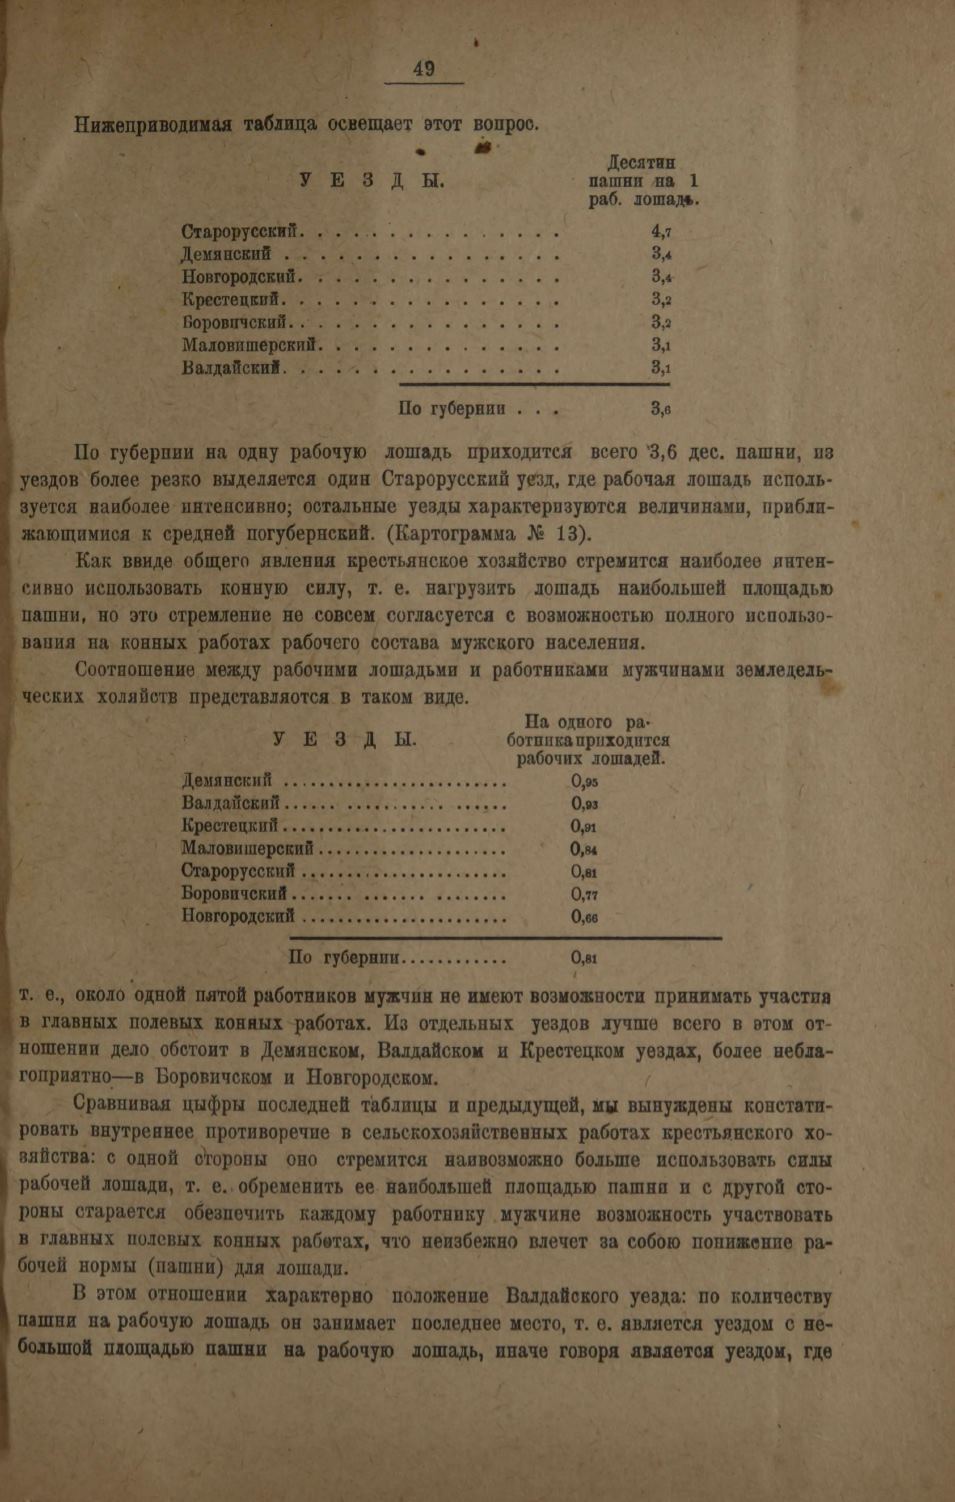 49
Нижеприводимая таблица освещает этот вопрос.
У Е З Д Ы.
Десятин
пашни на 1
раб. лошадь.
Старорусский. . . . . . . . . . . . . . . 4,7
Демянский . . . . . . . . . . . . . . . . 3,4
Новгородский. . . . . . . . . . . . . . . 3,4
Крестецкий. . . . . . . . . . . . . . . . 3,2
Боровичский. . . . . . . . . . . . . . . . 3,2
Маловишерский. . . . . . . . . . . . . . 3,1
Валдайский. . . . . . . . . . . . . . . . 3,1
По губернии . . . 3,6
По губернии на одну рабочую лошадь приходится всего 3,6 дес. пашни, из
уездов более резко выделяется один Старорусский уезд, где рабочая лошадь исполь-
зуется наиболее интенсивно; остальные уезды характеризуются величинами, прибли-
жающимися к средней погубернский. (Картограмма № 13).
Как ввиде общего явления крестьянское хозяйство стремится наиболее интен-
сивно использовать конную силу, т. е. нагрузить лошадь наибольшей площадью
пашни, но это стремление не совсем согласуется с возможностью полного использо-
вания на конных работах рабочего состава мужского населения.
Соотношение между рабочими лошадьми и работниками мужчинами земледель-
ческих холяйств представляются в таком виде.
У Е З Д Ы.
На одного ра-
ботника приходится
рабочих лошадей.
Демянский ........................ 0,95
Валдайский...... ........... ...... 0,93
Крестецкий........................ 0,91
Маловишерский .................... 0,84
Старорусский ...................... 0,81
Боровичский....... ....... ........ 0,77
Новгородский ...................... 0,66
По губернии............ 0,81
т. е., около одной пятой работников мужчин не имеют возможности принимать участия
в главных полевых конных работах. Из отдельных уездов лучше всего в этом от-
ношении дело обстоит в Демянском, Валдайском и Крестецком уездах, более небла-
гоприятно—в Боровичском и Новгородском.
Сравнивая цыфры последней таблицы и предыдущей, мы вынуждены констати-
ровать внутреннее противоречие в сельскохозяйственных работах крестьянского хо-
зяйства: с одной стороны оно стремится наивозможно больше использовать силы
рабочей лошади, т. е. обременить ее наибольшей площадью пашни и с другой сто-
роны старается обезпечить каждому работнику мужчине возможность участвовать
в главных полевых конных работах, что неизбежно влечет за собою понижение ра-
бочей нормы (пашни) для лошади.
В этом отношении характерно положение Валдайского уезда: по количеству
пашни на рабочую лошадь он занимает последнее место, т. е. является уездом с не-
большой площадью пашни на рабочую лошадь, иначе говоря является уездом, где